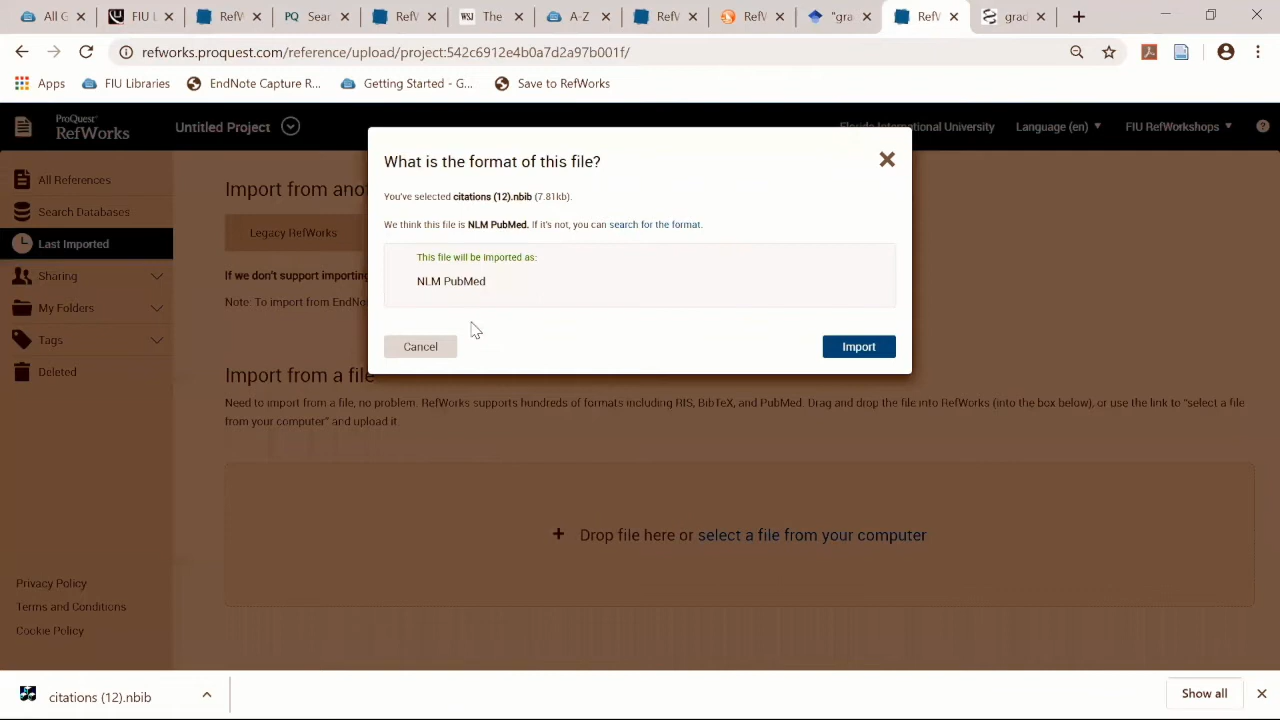 All (
FIU L
RefV
PQ Sear
RefV
WSJ The
A-Z
RefV
RefV
"gra
RefV
grad
refworks.proquest.com/reference/upload/project:542c6912e4b0a7d2a97b001f/
Apps
FIU Libraries
EndNote Capture R...
Getting Started - G...
Save to RefWorks
ProQuest®
RefWorks
Untitled Project
Florida International University
Language (en)
FIU RefWorkshops
All References
Search Databases
Last Imported
Sharing
My Folders
Tags
Deleted
Privacy Policy
Terms and Conditions
Cookie Policy
Import from ano
Legacy RefWorks
If we don't support importing
Note: To import from EndNo
What is the format of this file?
You've selected citations (12).nbib (7.81kb).
We think this file is NLM PubMed. If it's not, you can search for the format.
This file will be imported as:
NLM PubMed
Cancel
Import
Import from a file
Need to import from a file, no problem. RefWorks supports hundreds of formats including RIS, BibTeX, and PubMed. Drag and drop the file into RefWorks (into the box below), or use the link to "select a file
from your computer" and upload it.
+ Drop file here or select a file from your computer
citations (12).nbib
Show all